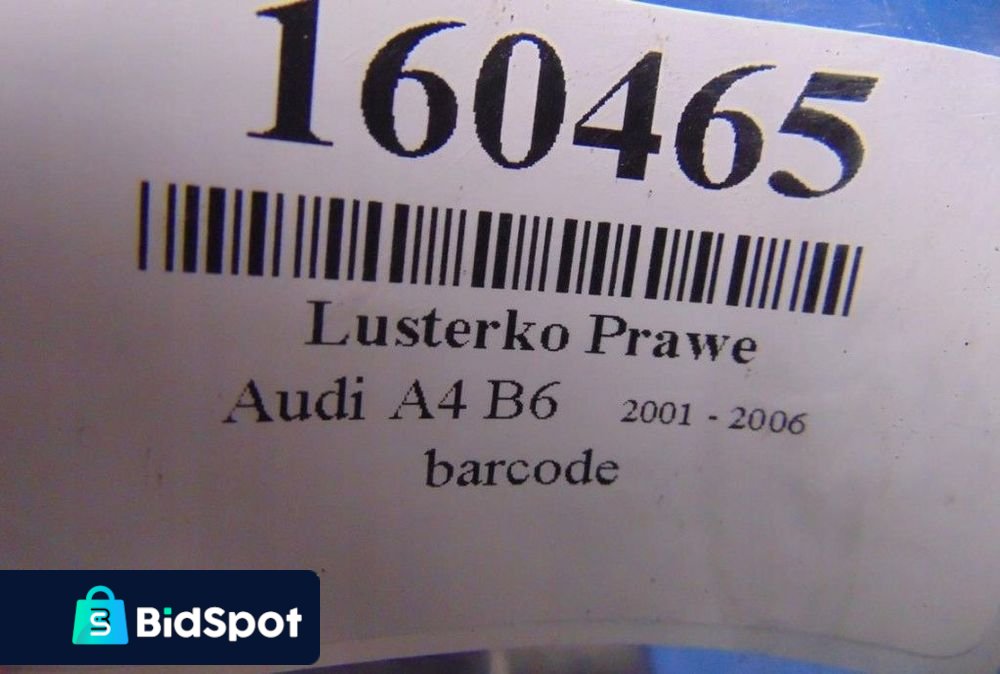 160465
Lusterko Prawe
Audi A4 B6 2001 - 2006
barcode
BidSpot